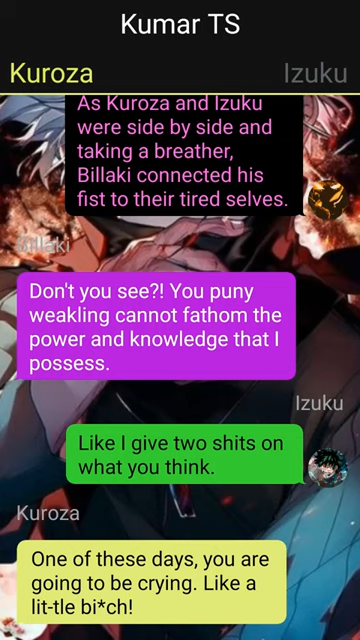 Kumar TS
Kuroza
Izuku
As Kuroza and Izuku
were side by side and
taking a breather,
Billaki connected his
fist to their tired selves.
Billaki
Don't you see?! You puny
weakling cannot fathom the
power and knowledge that I
possess.
Izuku
Like I give two shits on
what you think.
Kuroza
One of these days, you are
going to be crying. Like a
lit-tle bi*ch!